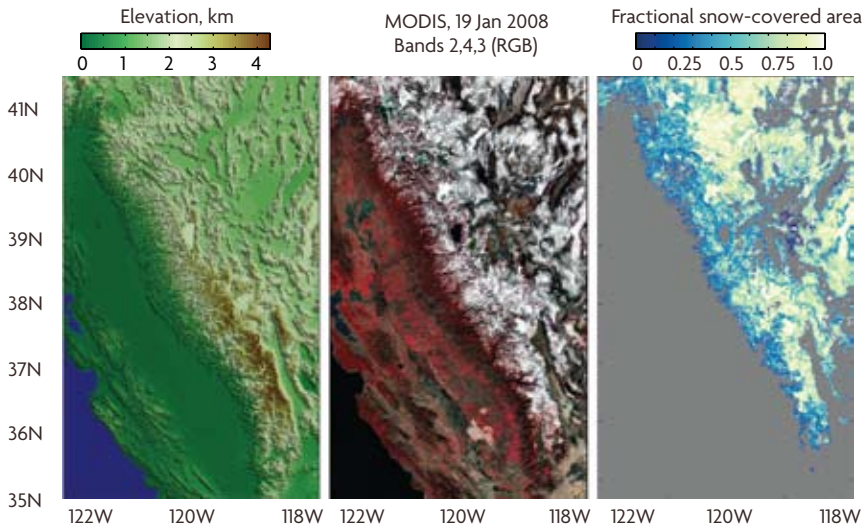 Elevation, km
0 1 2 3 4
MODIS, 19 Jan 2008
Bands 2,4,3 (RGB)
Fractional snow-covered area
0 0.25 0.5 0.75 1.0
41N
40N
39N
38N
37N
36N
35N
122W 120W 118W
122W 120W 118W
122W 120W 118W